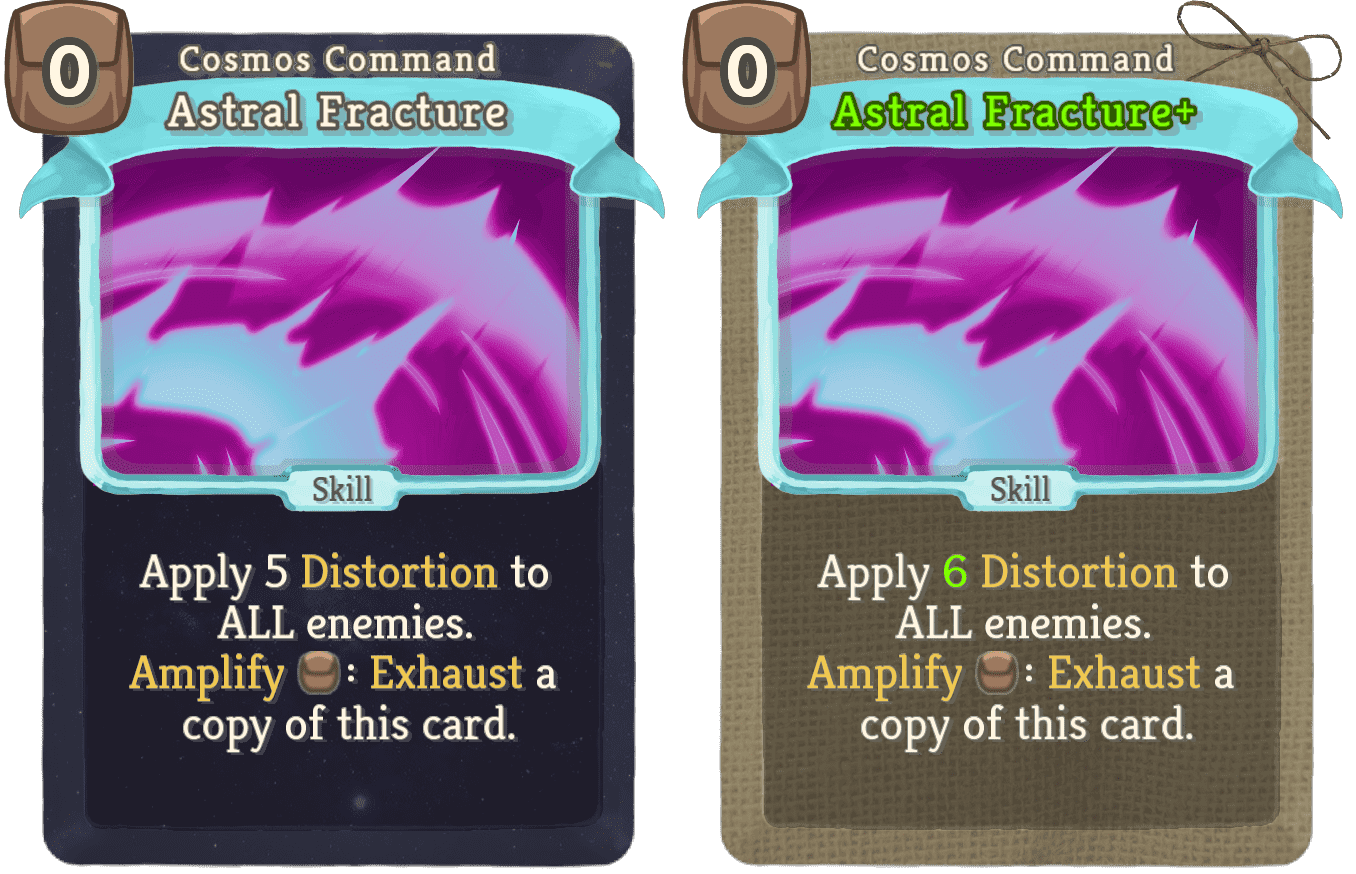 0
Cosmos Command
Astral Fracture
Skill
Apply 5 Distortion to
ALL enemies.
Amplify : Exhaust a
copy of this card.
0
Cosmos Command
Astral Fracture+
Skill
Apply 6 Distortion to
ALL enemies.
Amplify : Exhaust a
copy of this card.